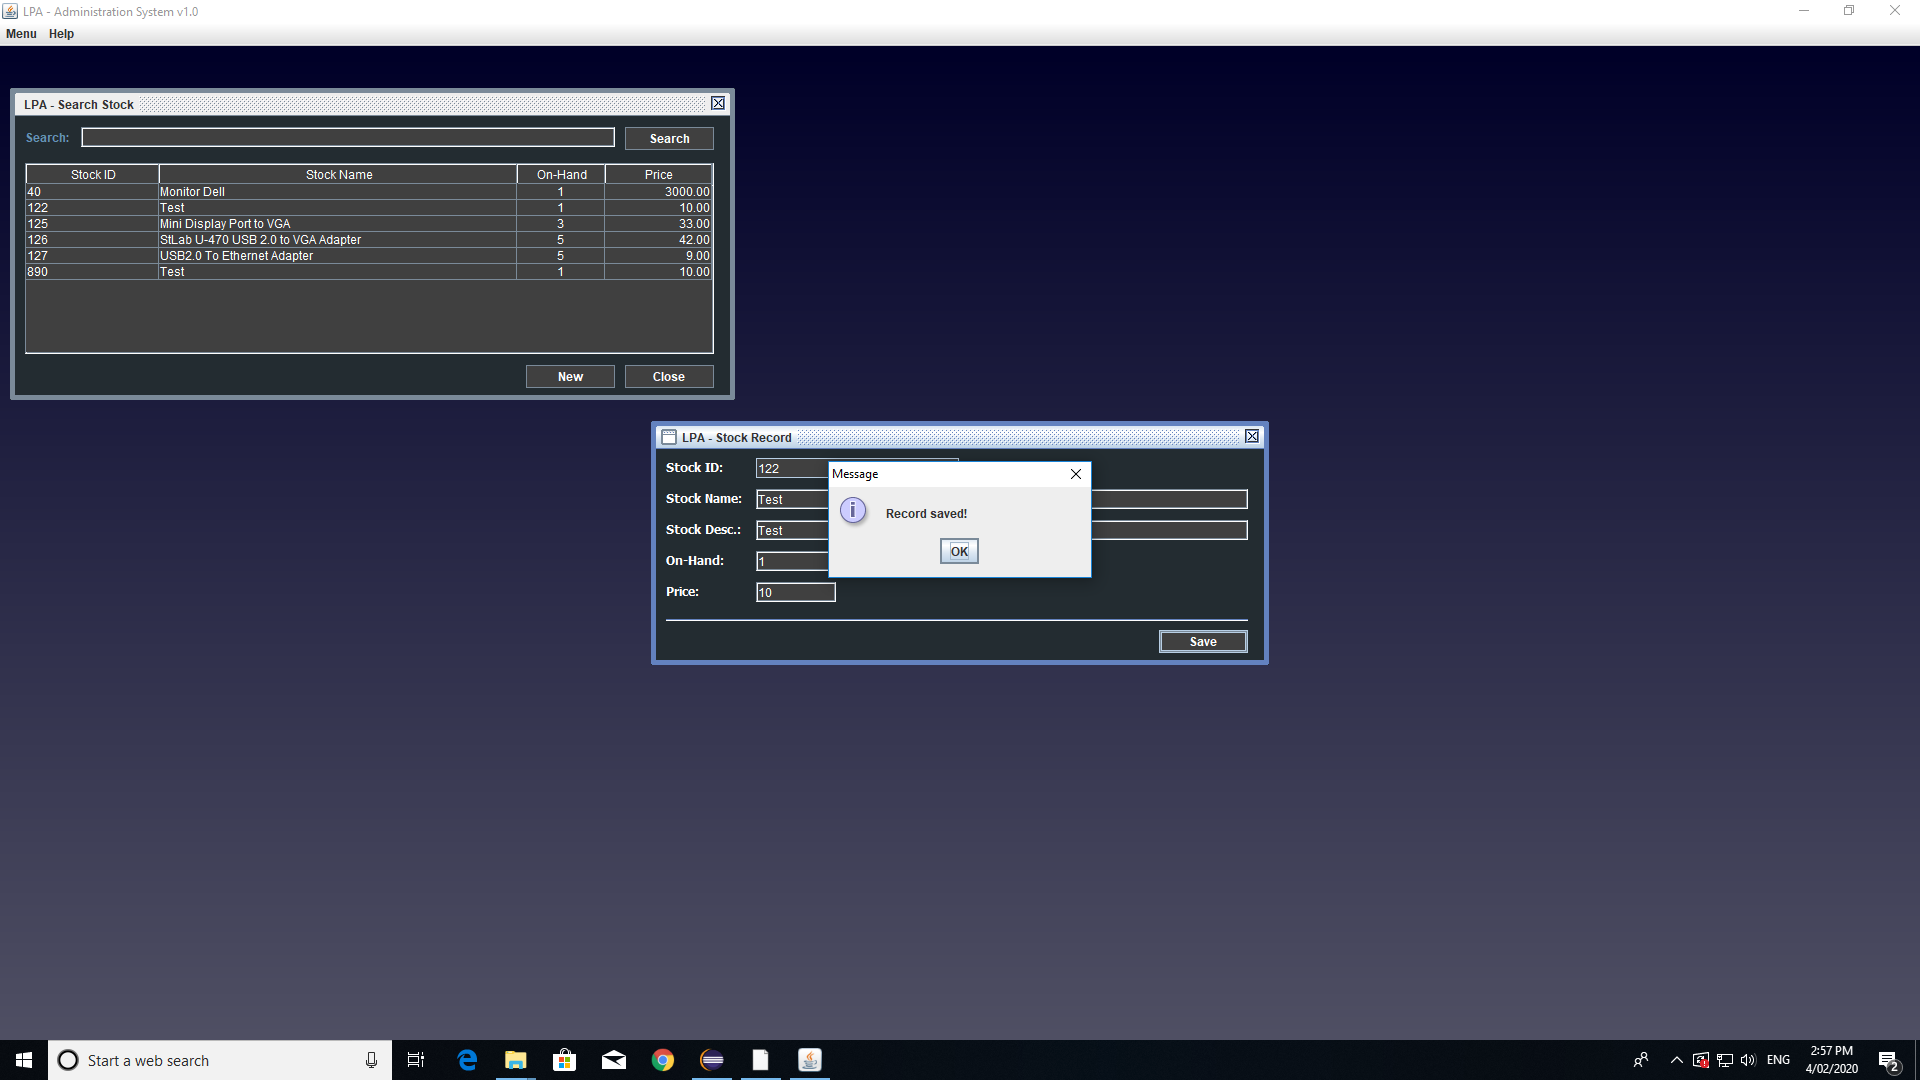 LPA - Administration System v1.0
Menu Help
LPA - Search Stock
Search: Search
Stock ID Stock Name On-Hand Price
40 Monitor Dell 1 3000.00
122 Test 1 10.00
125 Mini Display Port to VGA 3 33.00
126 StLab U-470 USB 2.0 to VGA Adapter 5 42.00
127 USB2.0 To Ethernet Adapter 5 9.00
890 Test 1 10.00
New Close
LPA - Stock Record
Stock ID: 122
Message
Stock Name: Test
Record saved!
Stock Desc.: Test
OK
On-Hand: 1
Price: 10
Save
Start a web search
ENG
2:57 PM
4/02/2020
2